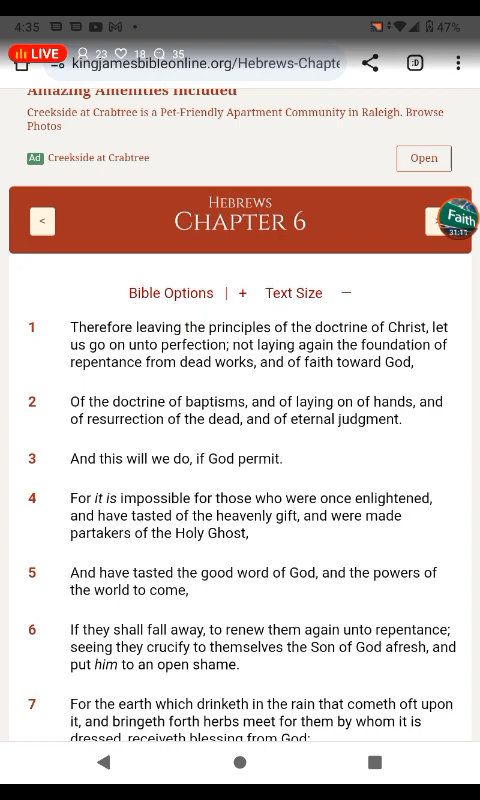 4:35
47%
LIVE 23 18 35
kingjamesbibleonline.org/Hebrews-Chapte
:D
Amazing Amenities Included
Creekside at Crabtree is a Pet-Friendly Apartment Community in Raleigh. Browse
Photos
Ad Creekside at Crabtree
Open
<
Hebrews
Chapter 6
Faith
31:11
Bible Options | + Text Size —
1 Therefore leaving the principles of the doctrine of Christ, let
us go on unto perfection; not laying again the foundation of
repentance from dead works, and of faith toward God,
2 Of the doctrine of baptisms, and of laying on of hands, and
of resurrection of the dead, and of eternal judgment.
3 And this will we do, if God permit.
4 For it is impossible for those who were once enlightened,
and have tasted of the heavenly gift, and were made
partakers of the Holy Ghost,
5 And have tasted the good word of God, and the powers of
the world to come,
6 If they shall fall away, to renew them again unto repentance;
seeing they crucify to themselves the Son of God afresh, and
put him to an open shame.
7 For the earth which drinketh in the rain that cometh oft upon
it, and bringeth forth herbs meet for them by whom it is
dressed, receiveth blessing from God: